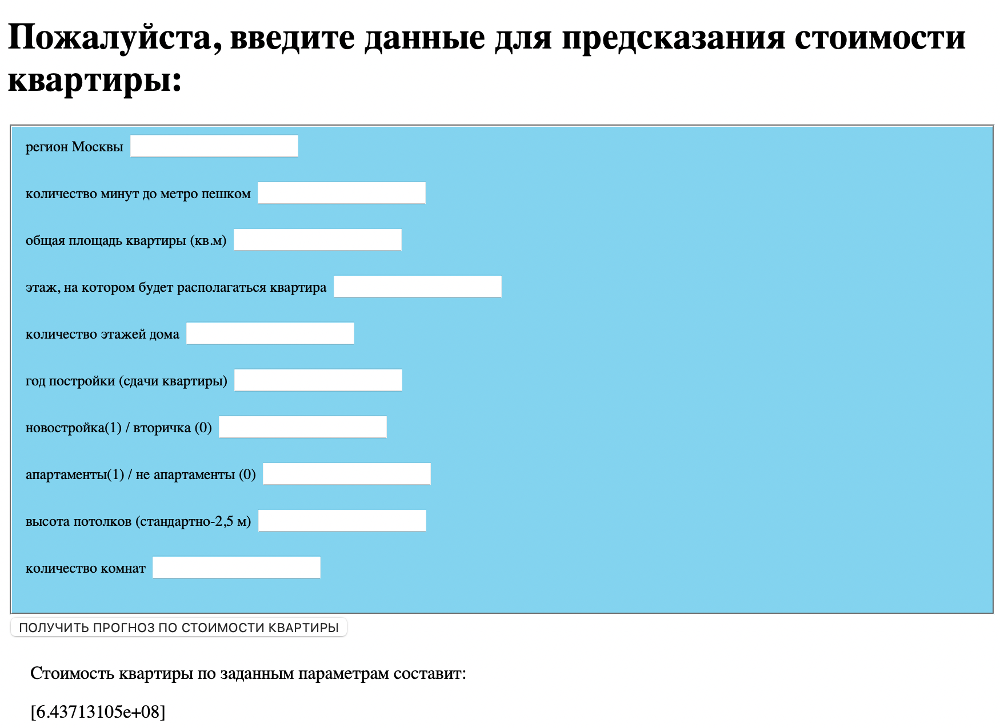 Пожалуйста, введите данные для предсказания стоимости
квартиры:
регион Москвы
количество минут до метро пешком
общая площадь квартиры (кв.м)
этаж, на котором будет располагаться квартира
количество этажей дома
год постройки (сдачи квартиры)
новостройка(1) / вторичка (0)
апартаменты(1) / не апартаменты (0)
высота потолков (стандартно-2,5 м)
количество комнат
ПОЛУЧИТЬ ПРОГНОЗ ПО СТОИМОСТИ КВАРТИРЫ
Стоимость квартиры по заданным параметрам составит:
[6.43713105e+08]